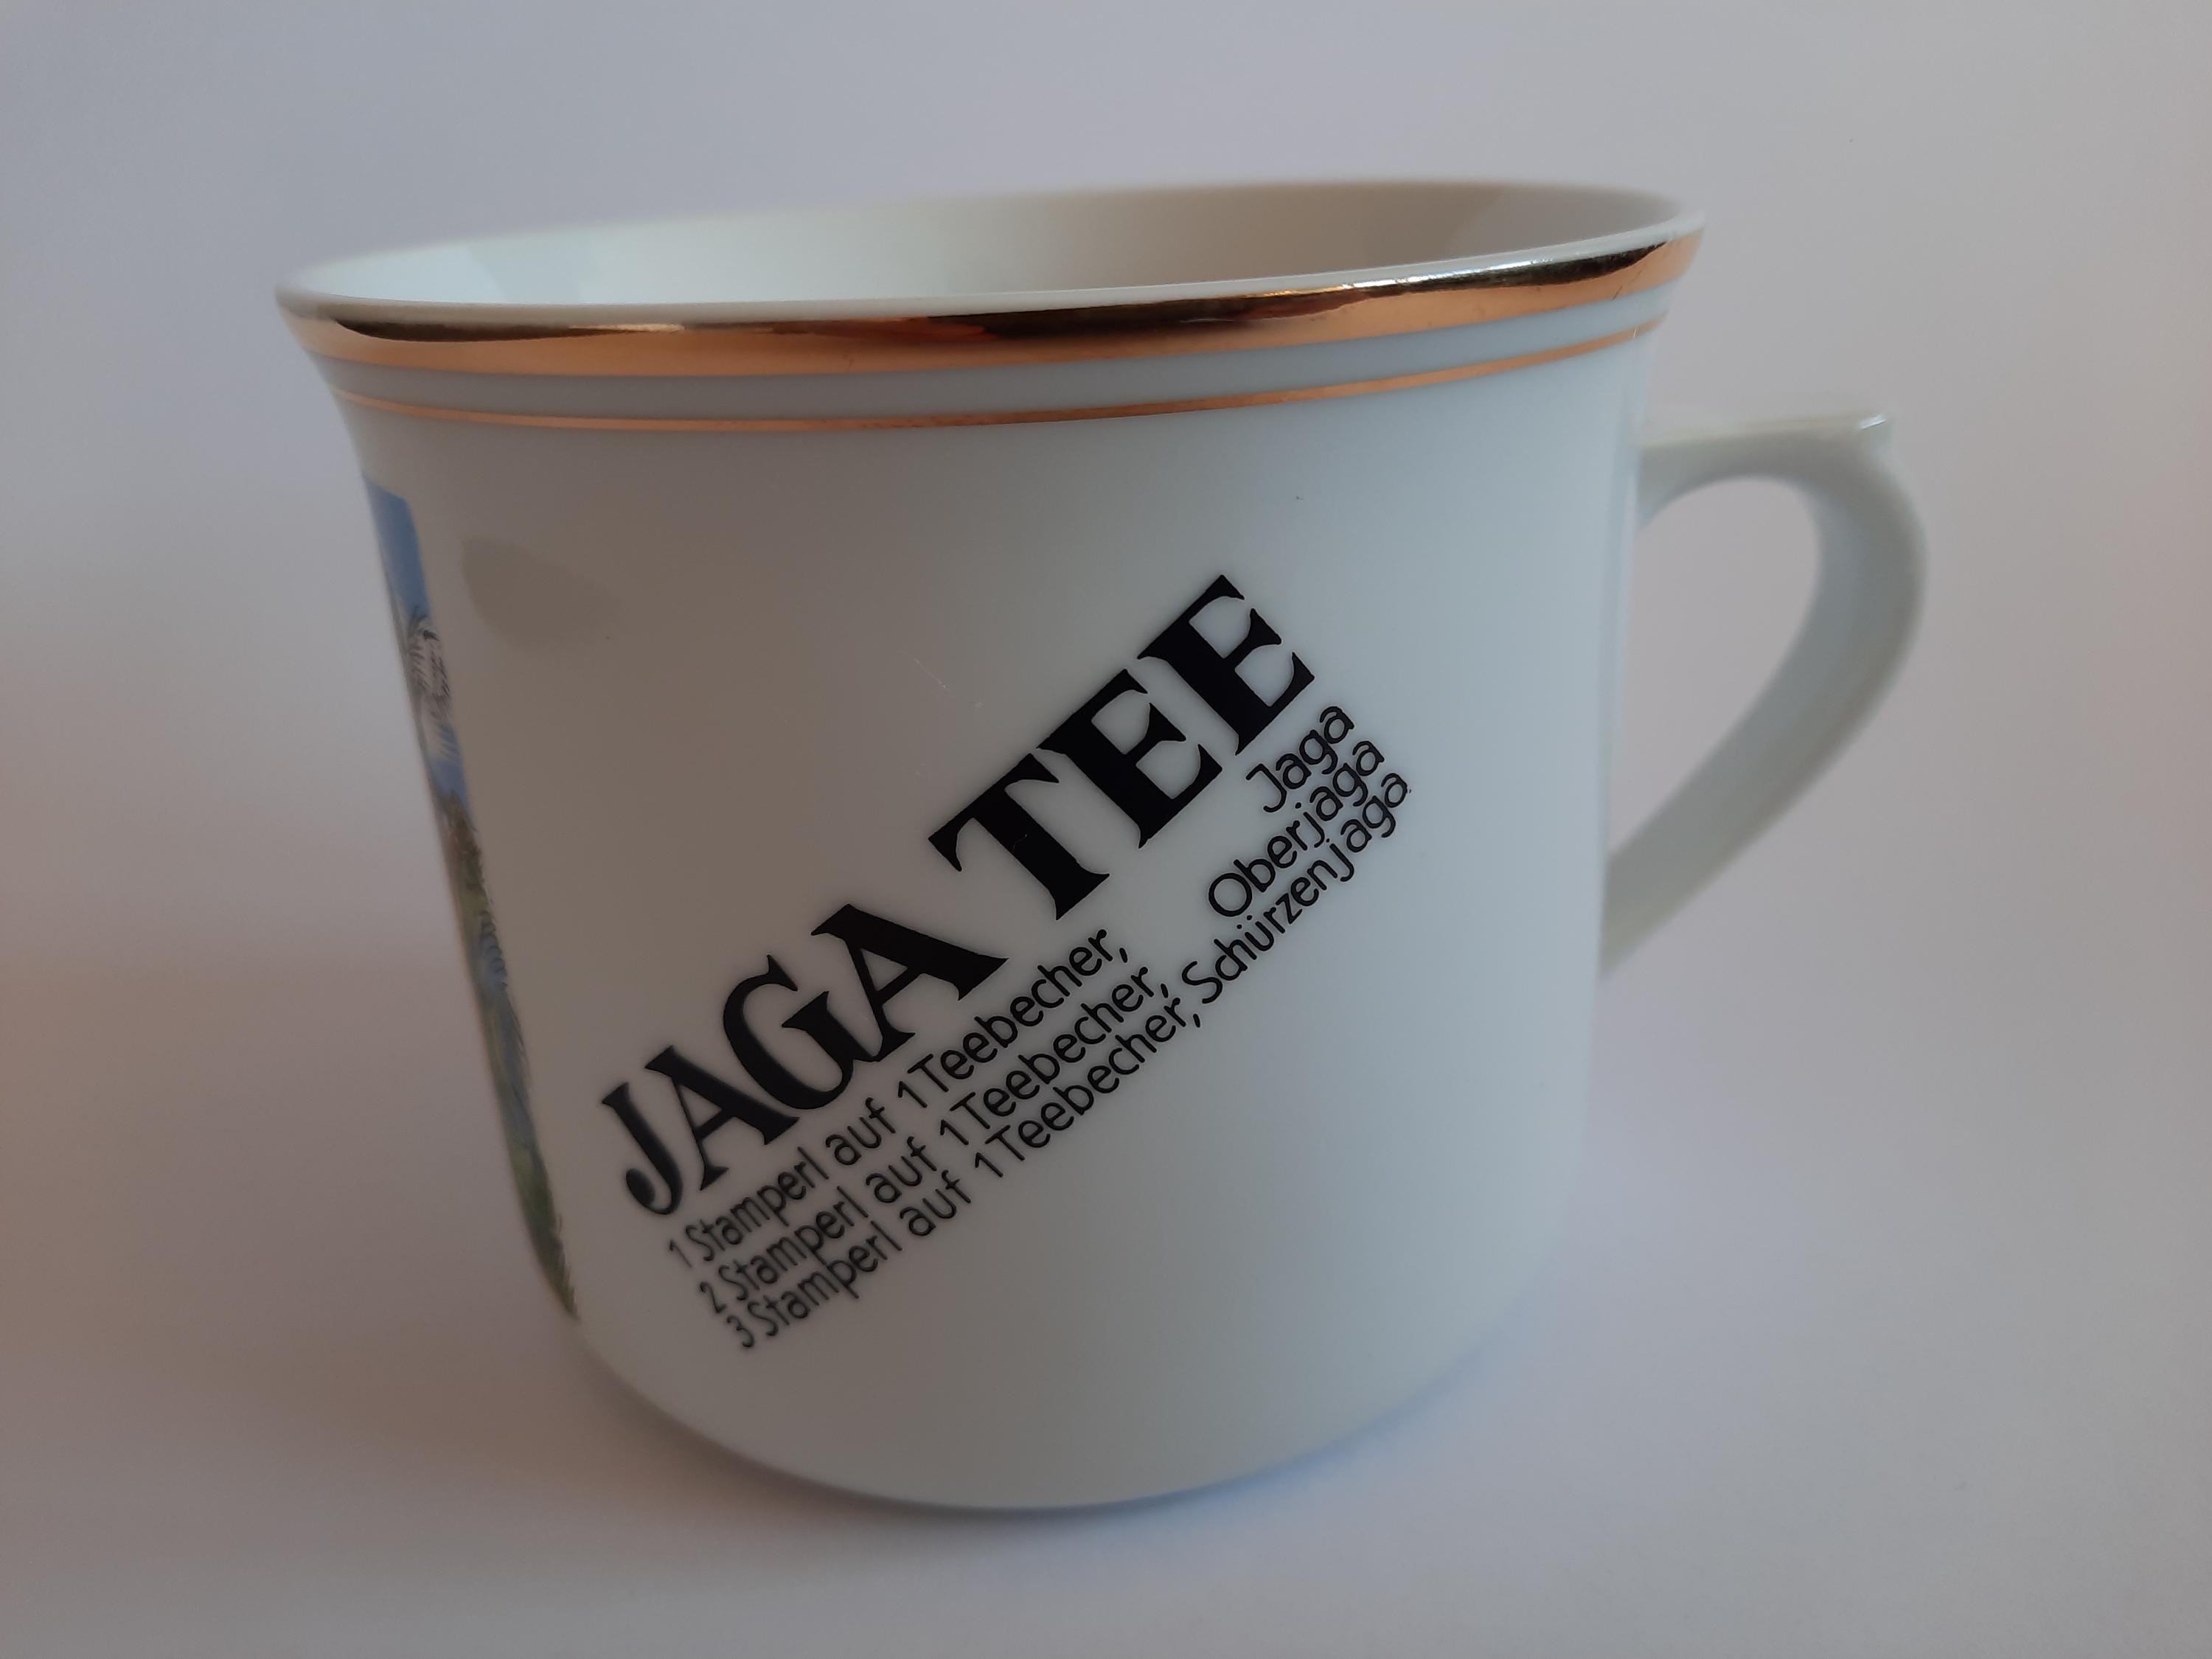 JAGA TEE
1 Stamperl auf 1 Teebecher, Jaga
2 Stamperl auf 1 Teebecher, Oberjaga
3 Stamperl auf 1 Teebecher, Schürzenjaga